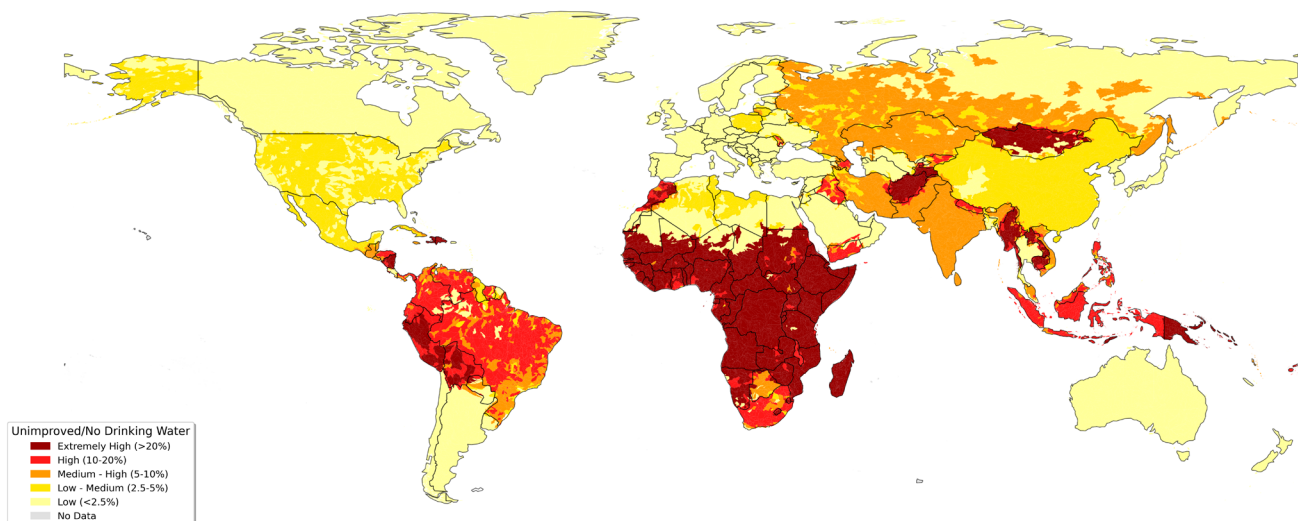 Unimproved/No Drinking Water
Extremely High (>20%)
High (10-20%)
Medium - High (5-10%)
Low - Medium (2.5-5%)
Low (<2.5%)
No Data